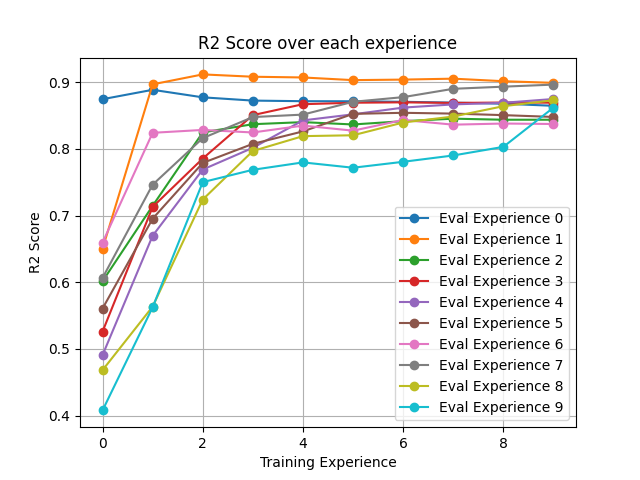 R2 Score over each experience
R2 Score
0.9
0.8
0.7
0.6
0.5
0.4
Eval Experience 0
Eval Experience 1
Eval Experience 2
Eval Experience 3
Eval Experience 4
Eval Experience 5
Eval Experience 6
Eval Experience 7
Eval Experience 8
Eval Experience 9
0 2 4 6 8
Training Experience